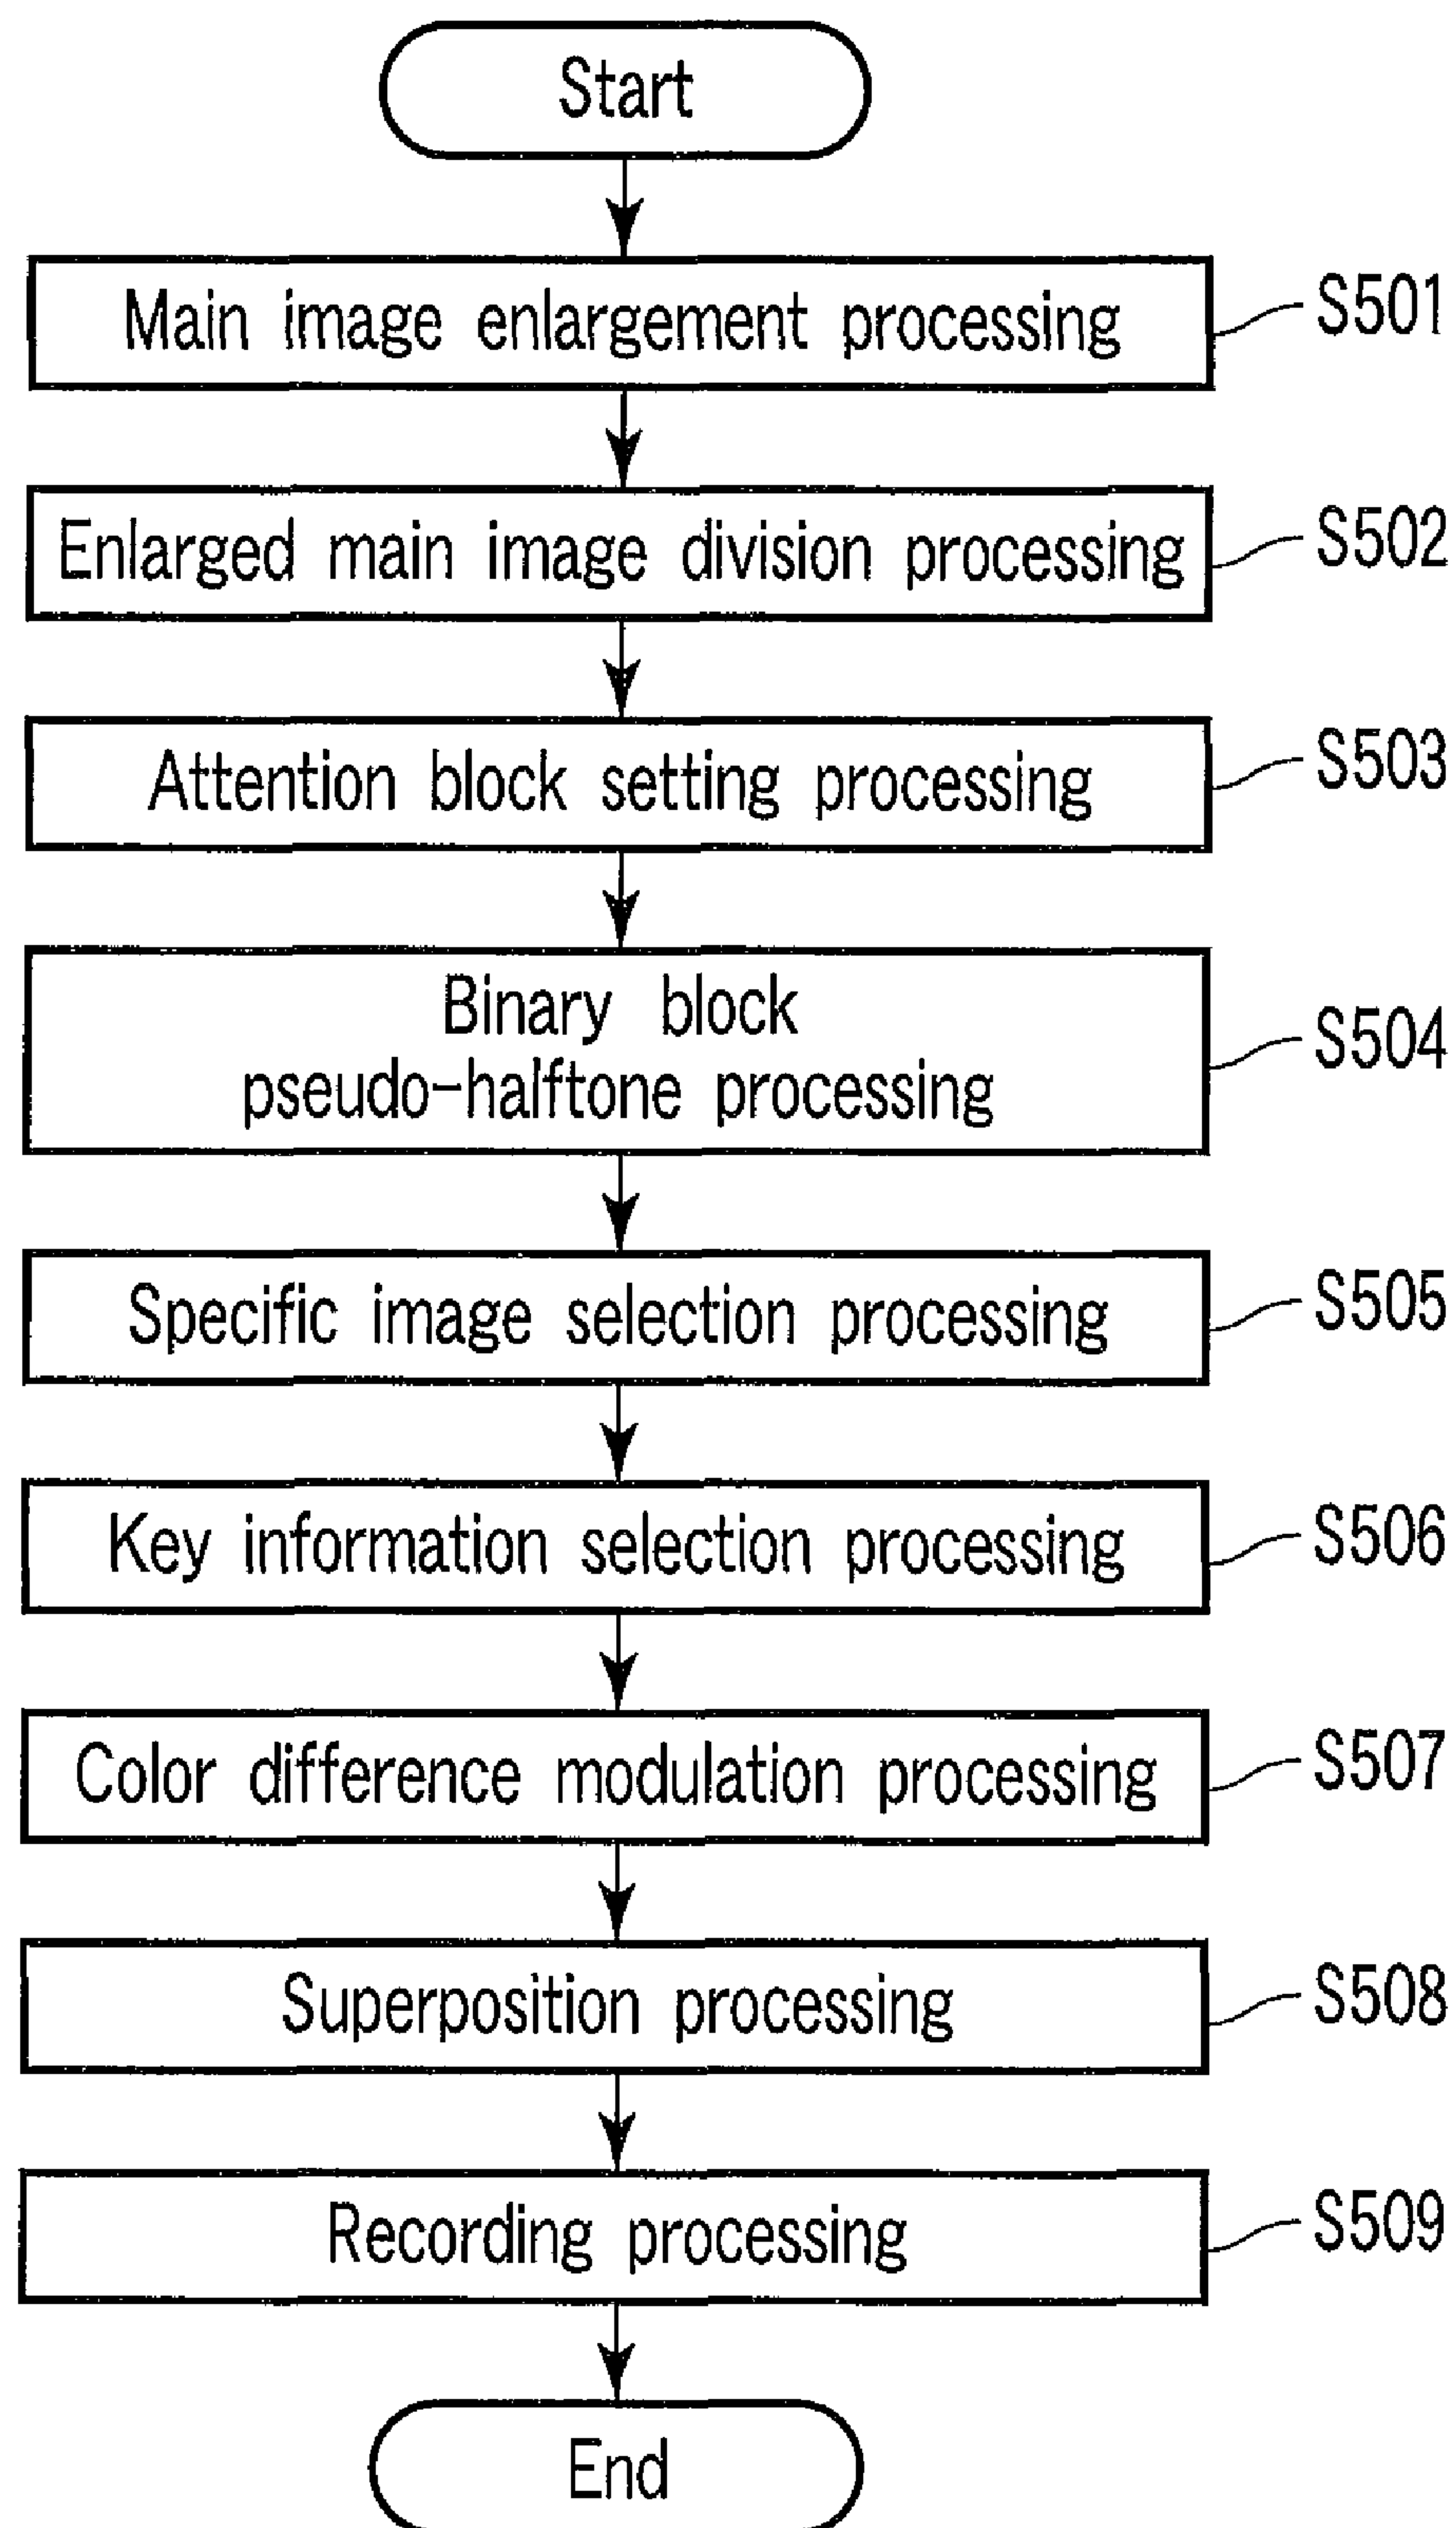 Start
Main image enlargement processing
S501
Enlarged main image division processing
S502
Attention block setting processing
S503
Binary block
pseudo-halftone processing
S504
Specific image selection processing
S505
Key information selection processing
S506
Color difference modulation processing
S507
Superposition processing
S508
Recording processing
S509
End